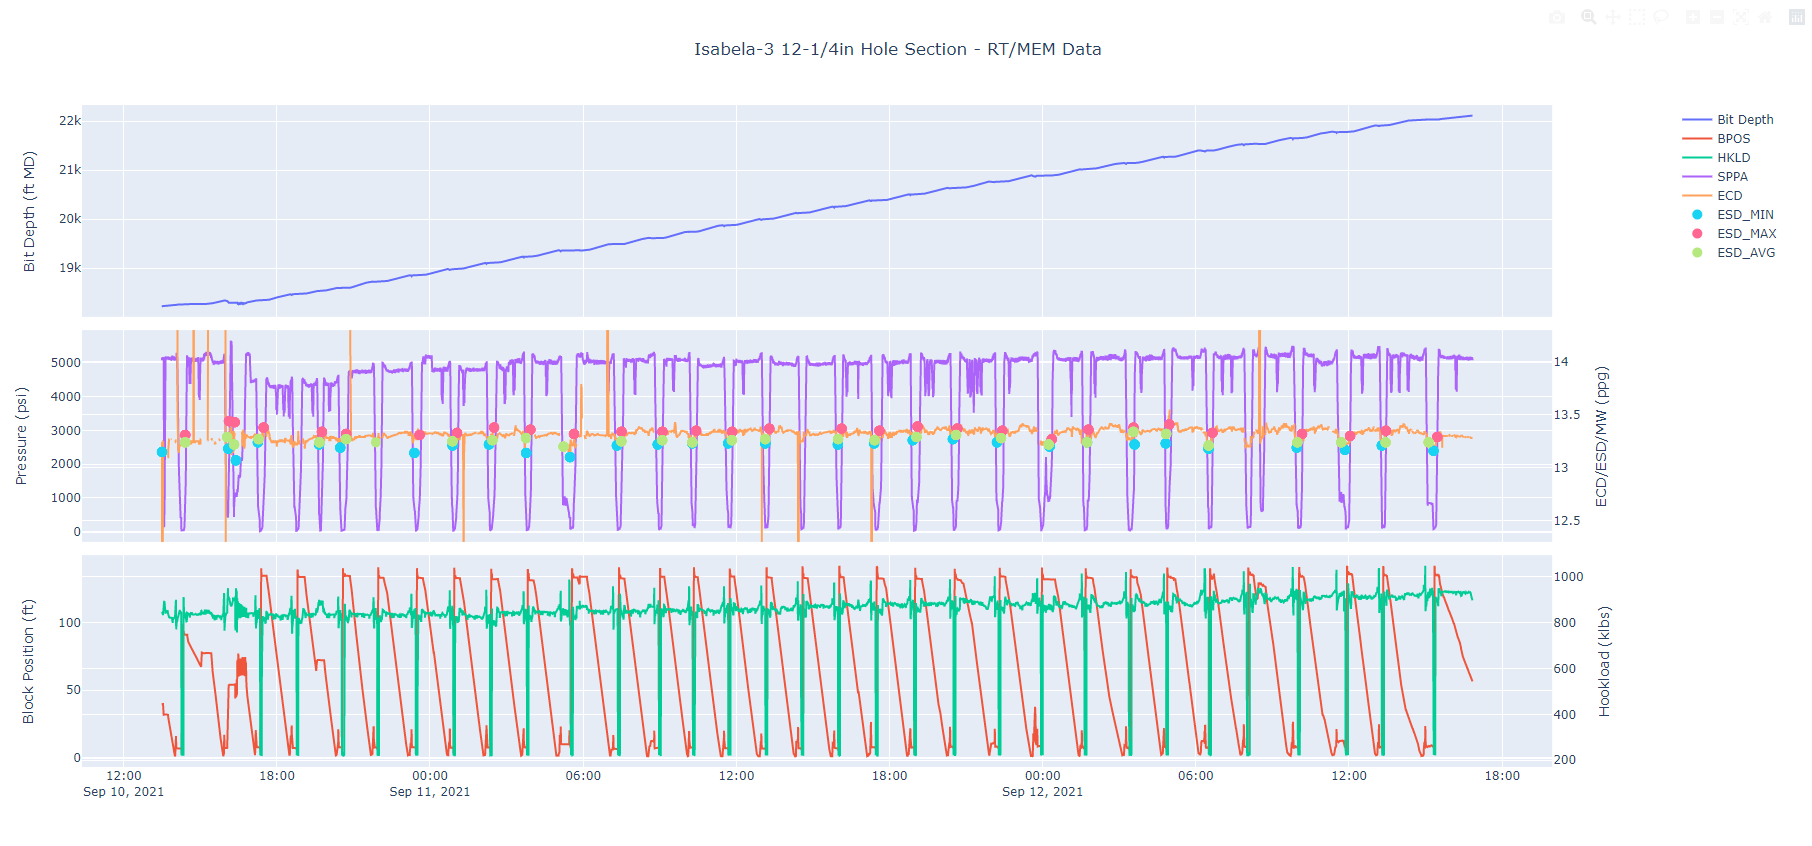 Isabela-3 12-1/4in Hole Section - RT/MEM Data
Bit Depth (ft MD)
22k
21k
20k
19k
Pressure (psi)
5000
4000
3000
2000
1000
0
14
13.5
13
12.5
ECD/ESD/MW (ppg)
Block Position (ft)
100
50
0
1000
800
600
400
200
Hookload (klbs)
12:00 18:00 00:00 06:00 12:00 18:00 00:00 06:00 12:00 18:00
Sep 10, 2021 Sep 11, 2021 Sep 12, 2021
Bit Depth
BPOS
HKLD
SPPA
ECD
ESD_MIN
ESD_MAX
ESD_AVG